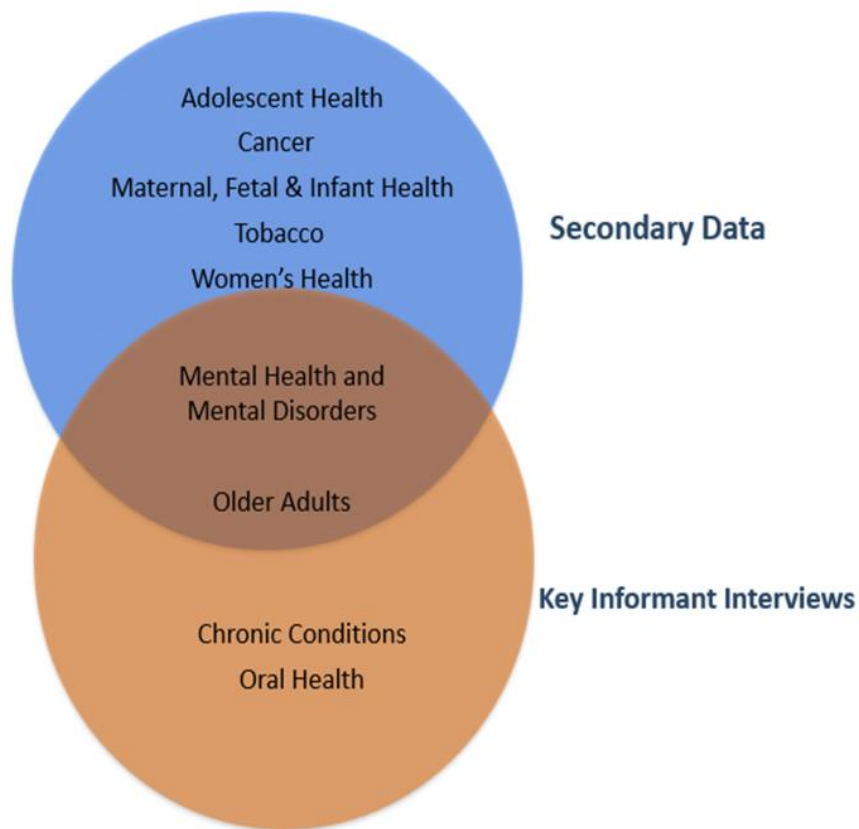 Adolescent Health
Cancer
Maternal, Fetal & Infant Health
Tobacco
Women’s Health
Secondary Data
Mental Health and
Mental Disorders
Older Adults
Key Informant Interviews
Chronic Conditions
Oral Health